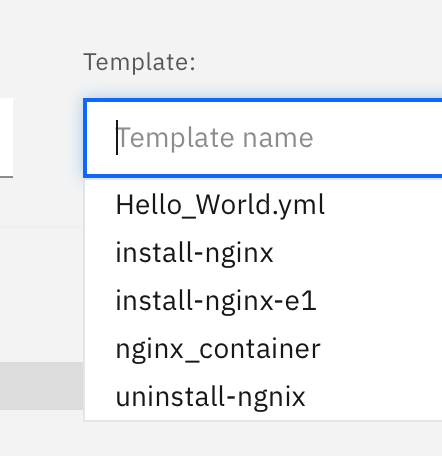 Template:
Template name
Hello_World.yml
install-nginx
install-nginx-e1
nginx_container
uninstall-ngnix